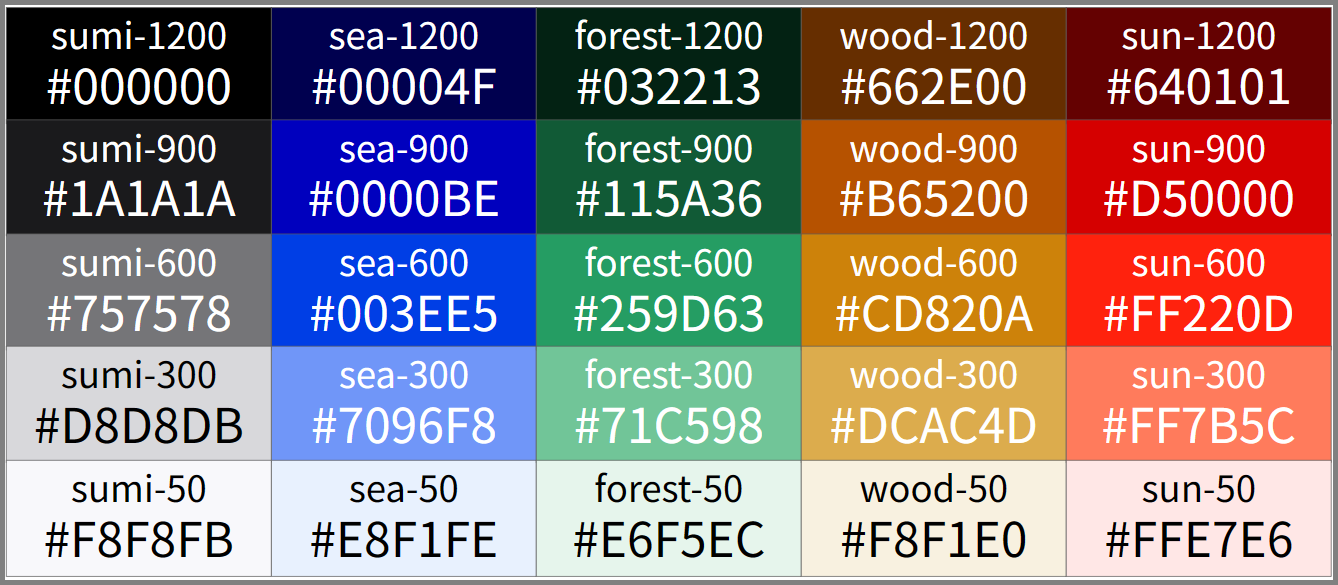 sumi-1200
#000000
sea-1200
#00004F
forest-1200
#032213
wood-1200
#662E00
sun-1200
#640101
sumi-900
#1A1A1A
sea-900
#0000BE
forest-900
#115A36
wood-900
#B65200
sun-900
#D50000
sumi-600
#757578
sea-600
#003EE5
forest-600
#259D63
wood-600
#CD820A
sun-600
#FF220D
sumi-300
#D8D8DB
sea-300
#7096F8
forest-300
#71C598
wood-300
#DCAC4D
sun-300
#FF7B5C
sumi-50
#F8F8FB
sea-50
#E8F1FE
forest-50
#E6F5EC
wood-50
#F8F1E0
sun-50
#FFE7E6